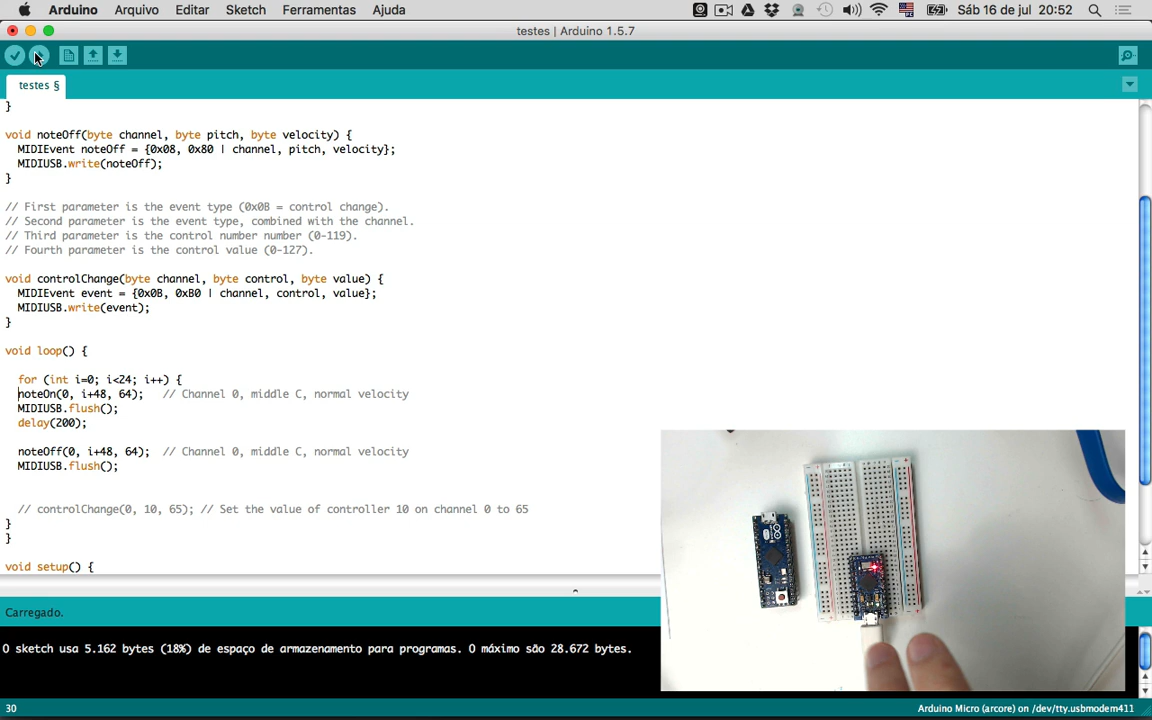 Arduino Arquivo Editar Sketch Ferramentas Ajuda Sáb 16 de jul 20:52
testes | Arduino 1.5.7
testes §
}
void noteOff(byte channel, byte pitch, byte velocity) {
MIDIEvent noteOff = {0x08, 0x80 | channel, pitch, velocity};
MIDIUSB.write(noteOff);
}
// First parameter is the event type (0x0B = control change).
// Second parameter is the event type, combined with the channel.
// Third parameter is the control number number (0-119).
// Fourth parameter is the control value (0-127).
void controlChange(byte channel, byte control, byte value) {
MIDIEvent event = {0x0B, 0xB0 | channel, control, value};
MIDIUSB.write(event);
}
void loop() {
for (int i=0; i<24; i++) {
noteOn(0, i+48, 64); // Channel 0, middle C, normal velocity
MIDIUSB.flush();
delay(200);
noteOff(0, i+48, 64); // Channel 0, middle C, normal velocity
MIDIUSB.flush();
// controlChange(0, 10, 65); // Set the value of controller 10 on channel 0 to 65
}
}
void setup() {
Carregado.
O sketch usa 5.162 bytes (18%) de espaço de armazenamento para programas. O máximo são 28.672 bytes.
30 Arduino Micro (arcore) on /dev/tty.usbmodem411